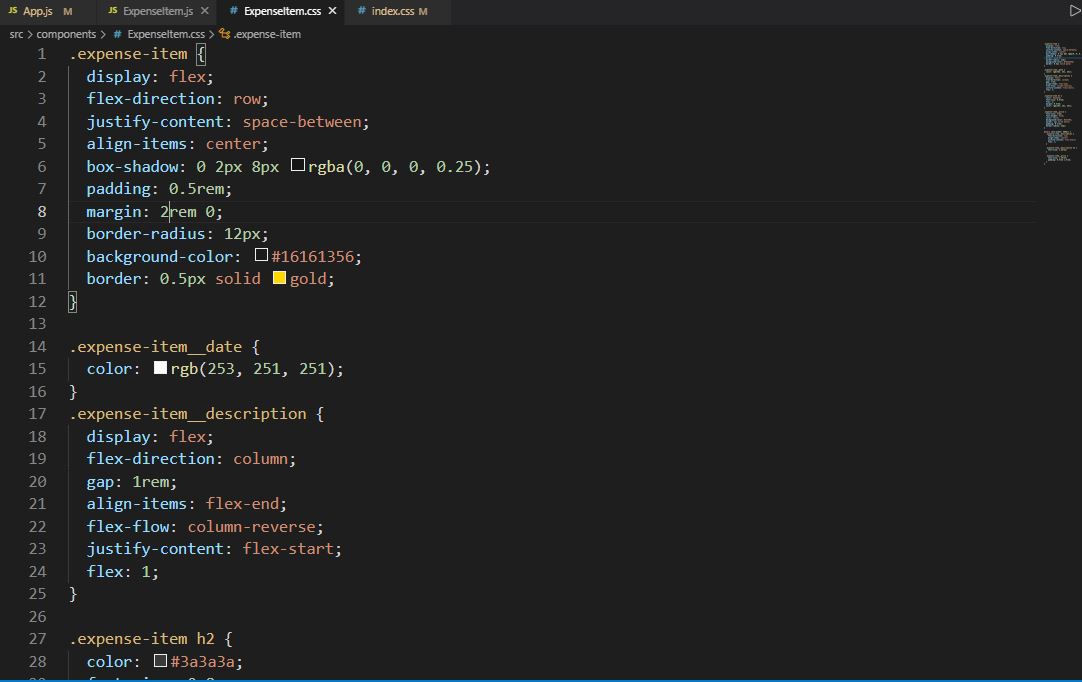 JS App.js M JS ExpenseItem.js # ExpenseItem.css # index.css M
src > components > # ExpenseItem.css > .expense-item
1 .expense-item {
2 display: flex;
3 flex-direction: row;
4 justify-content: space-between;
5 align-items: center;
6 box-shadow: 0 2px 8px rgba(0, 0, 0, 0.25);
7 padding: 0.5rem;
8 margin: 2rem 0;
9 border-radius: 12px;
10 background-color: #16161356;
11 border: 0.5px solid gold;
12 }
13
14 .expense-item__date {
15 color: rgb(253, 251, 251);
16 }
17 .expense-item__description {
18 display: flex;
19 flex-direction: column;
20 gap: 1rem;
21 align-items: flex-end;
22 flex-flow: column-reverse;
23 justify-content: flex-start;
24 flex: 1;
25 }
26
27 .expense-item h2 {
28 color: #3a3a3a;